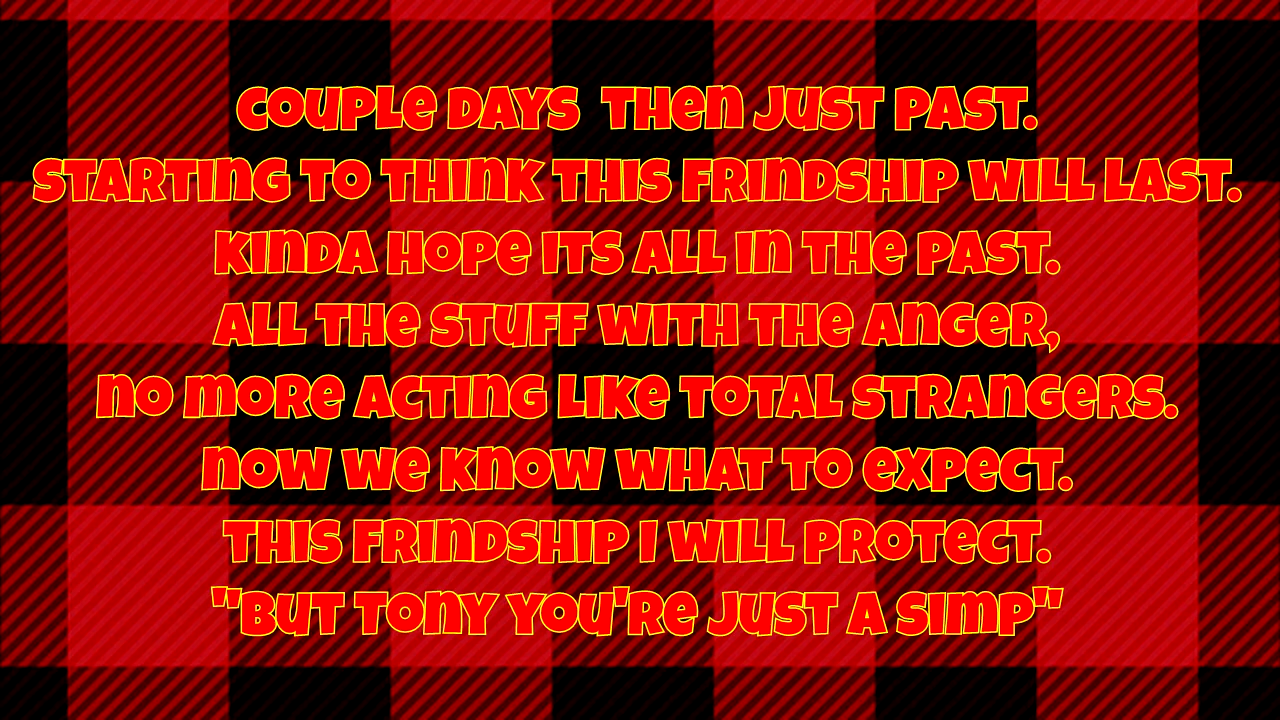 Couple days then just past.
Starting to think this frindship will last.
Kinda hope its all in the past.
All the stuff with the anger,
no more acting like total strangers.
Now we know what to expect.
This frindship I will protect.
"But Tony you're just a simp"